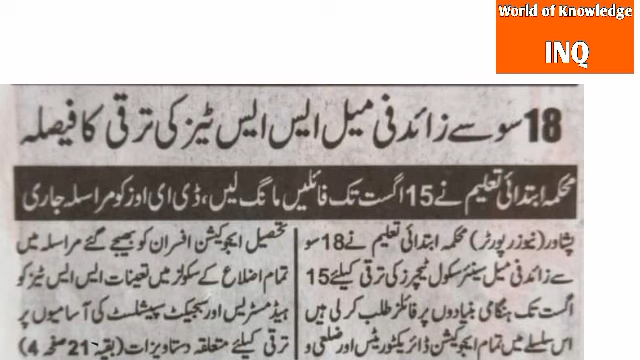 World of Knowledge
INQ
18 سو سے زائد فی میل ایس ایس ٹیز کی ترقی کا فیصلہ
محکمہ ابتدائی تعلیم نے 15 اگست تک فائلیں مانگ لیں، ڈی ای اوز کو مراسلہ جاری
پشاور (نیوز رپورٹر) محکمہ ابتدائی تعلیم نے 18 سو
سے زائد فی میل سینئر سکول ٹیچرز کی ترقی کیلئے 15
اگست تک ہنگامی بنیادوں پر فائلز طلب کر لی ہیں
اس سلسلے میں تمام ایجوکیشن ڈائریکٹوریٹس اور ضلعی و
تحصیل ایجوکیشن افسران کو بھیجے گئے مراسلہ میں
تمام اضلاع کے سکولز میں تعینات ایس ایس ٹیز کو
ہیڈ مسٹریس اور سبجیکٹ سپیشلسٹ کی آسامیوں پر
ترقی کیلئے متعلقہ دستاویزات (بقیہ 21 صفحہ 4)